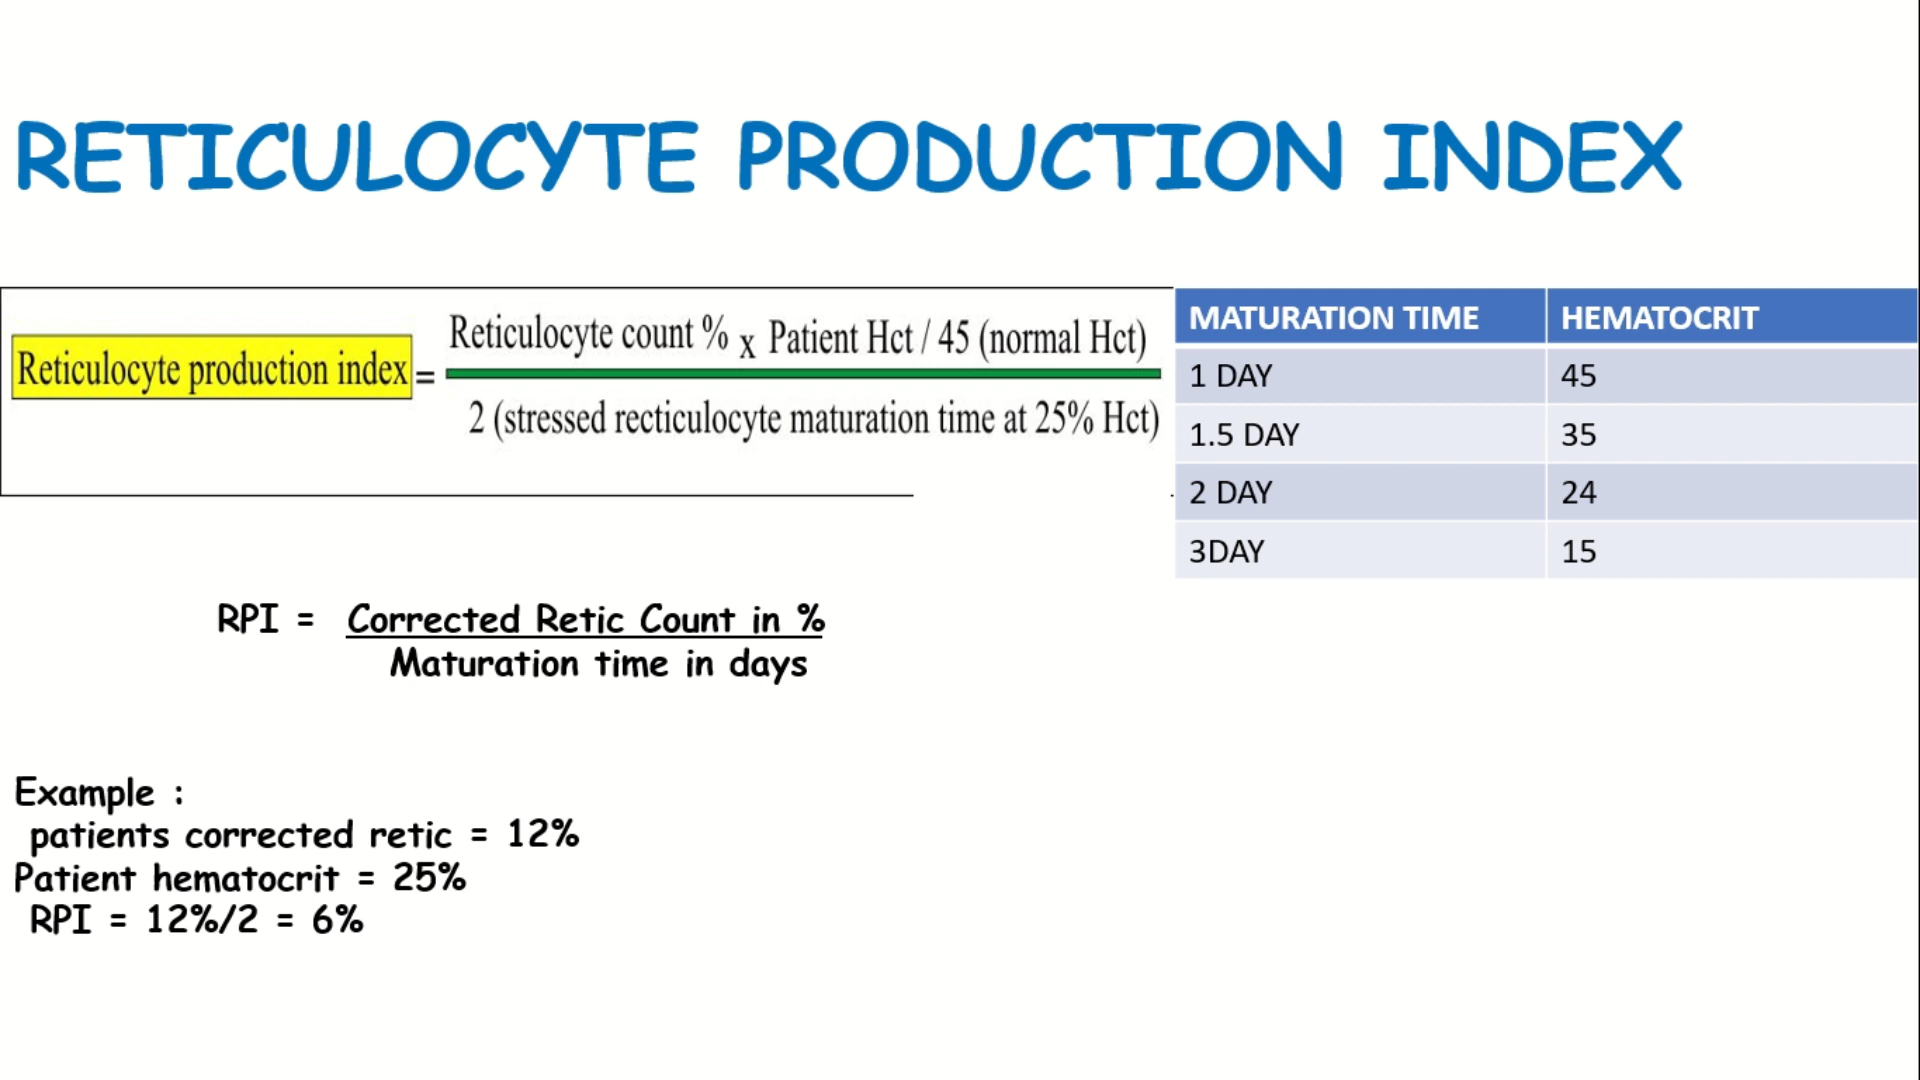 RETICULOCYTE PRODUCTION INDEX
Reticulocyte production index = Reticulocyte count % x Patient Hct / 45 (normal Hct)
2 (stressed recticulocyte maturation time at 25% Hct)
MATURATION TIME HEMATOCRIT
1 DAY 45
1.5 DAY 35
2 DAY 24
3DAY 15
RPI = Corrected Retic Count in %
Maturation time in days
Example :
patients corrected retic = 12%
Patient hematocrit = 25%
RPI = 12%/2 = 6%